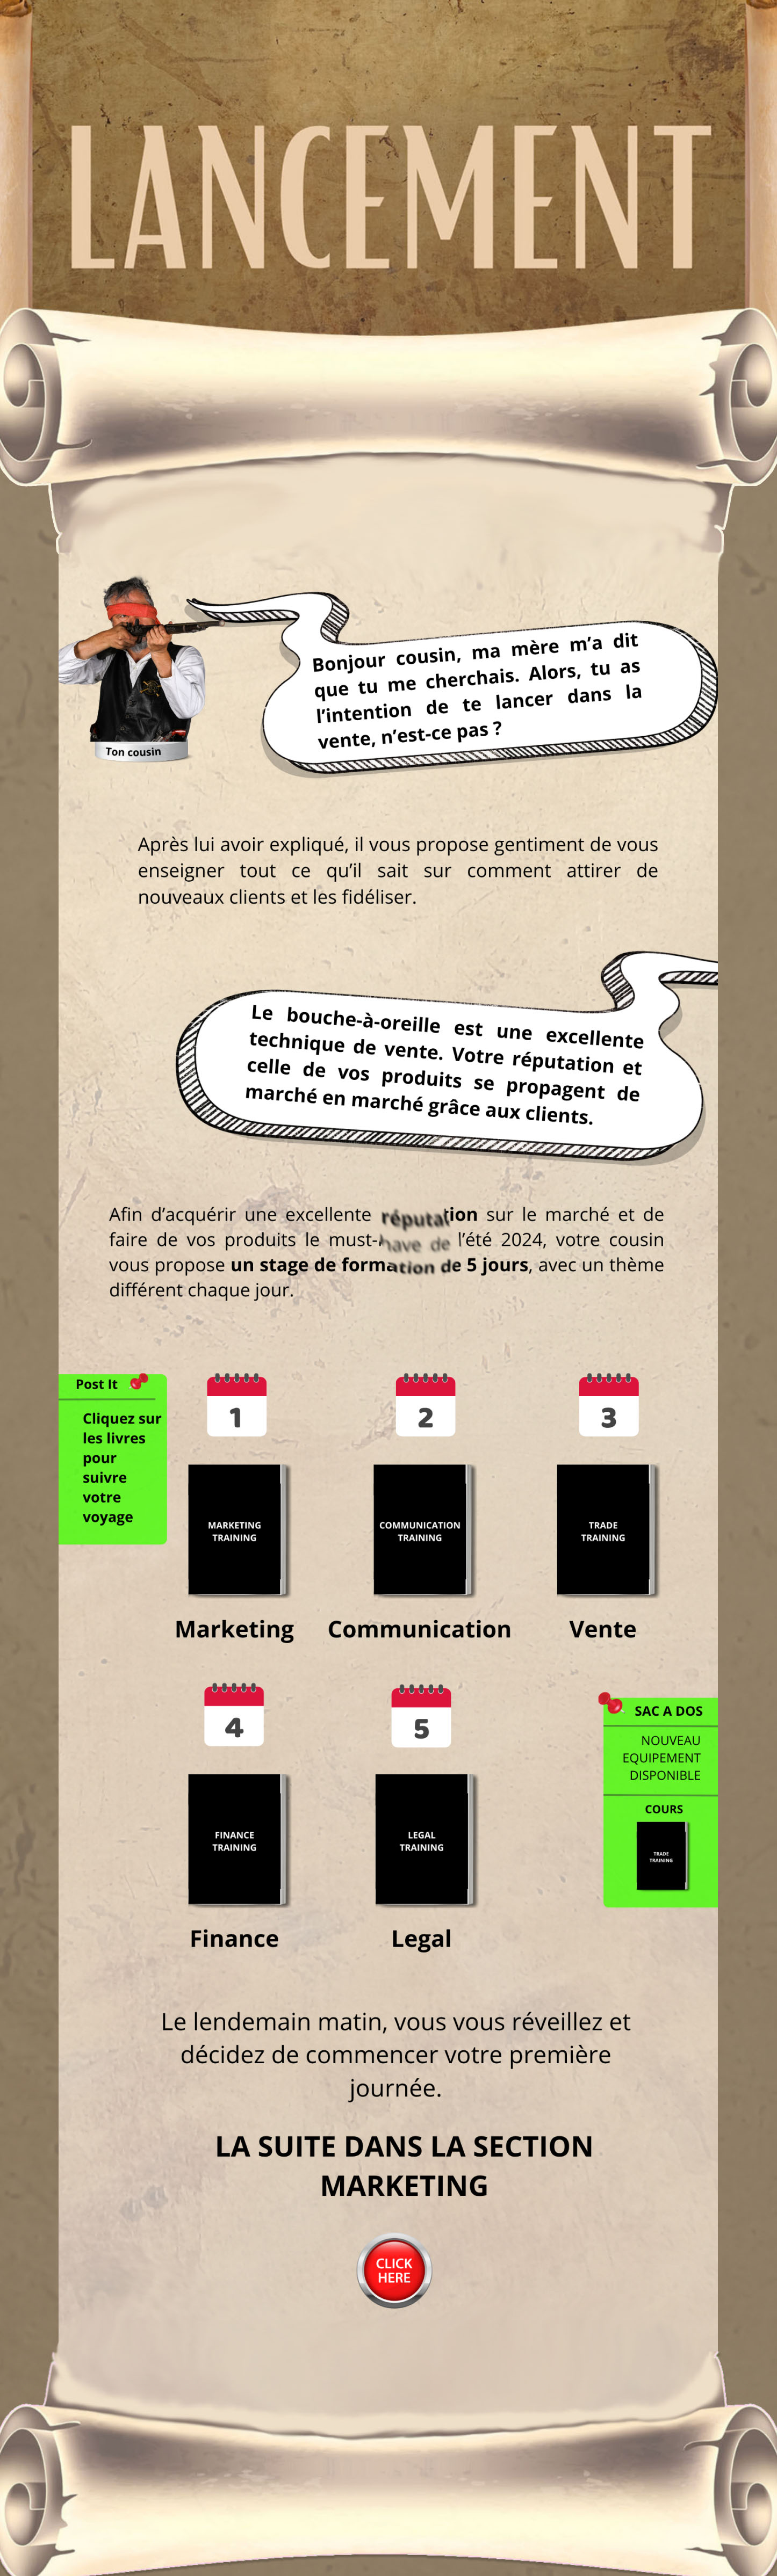 LANCEMENT
Bonjour cousin, ma mère m'a dit
que tu me cherchais. Alors, tu as
l'intention de te lancer dans la
vente, n'est-ce pas ?
Ton cousin
Après lui avoir expliqué, il vous propose gentiment de vous
enseigner tout ce qu'il sait sur comment attirer de
nouveaux clients et les fidéliser.
Le bouche-à-oreille est une excellente
technique de vente. Votre réputation et
celle de vos produits se propagent de
marché en marché grâce aux clients.
Afin d'acquérir une excellente réputation sur le marché et de
faire de vos produits le must-have de l'été 2024, votre cousin
vous propose un stage de formation de 5 jours, avec un thème
différent chaque jour.
Post It
Cliquez sur
les livres
pour
suivre
votre
voyage
1
2
3
MARKETING
TRAINING
COMMUNICATION
TRAINING
TRADE
TRAINING
Marketing
Communication
Vente
4
5
FINANCE
TRAINING
LEGAL
TRAINING
Finance
Legal
SAC A DOS
NOUVEAU
EQUIPEMENT
DISPONIBLE
COURS
TRADE
TRAINING
Le lendemain matin, vous vous réveillez et
décidez de commencer votre première
journée.
LA SUITE DANS LA SECTION
MARKETING
CLICK
HERE